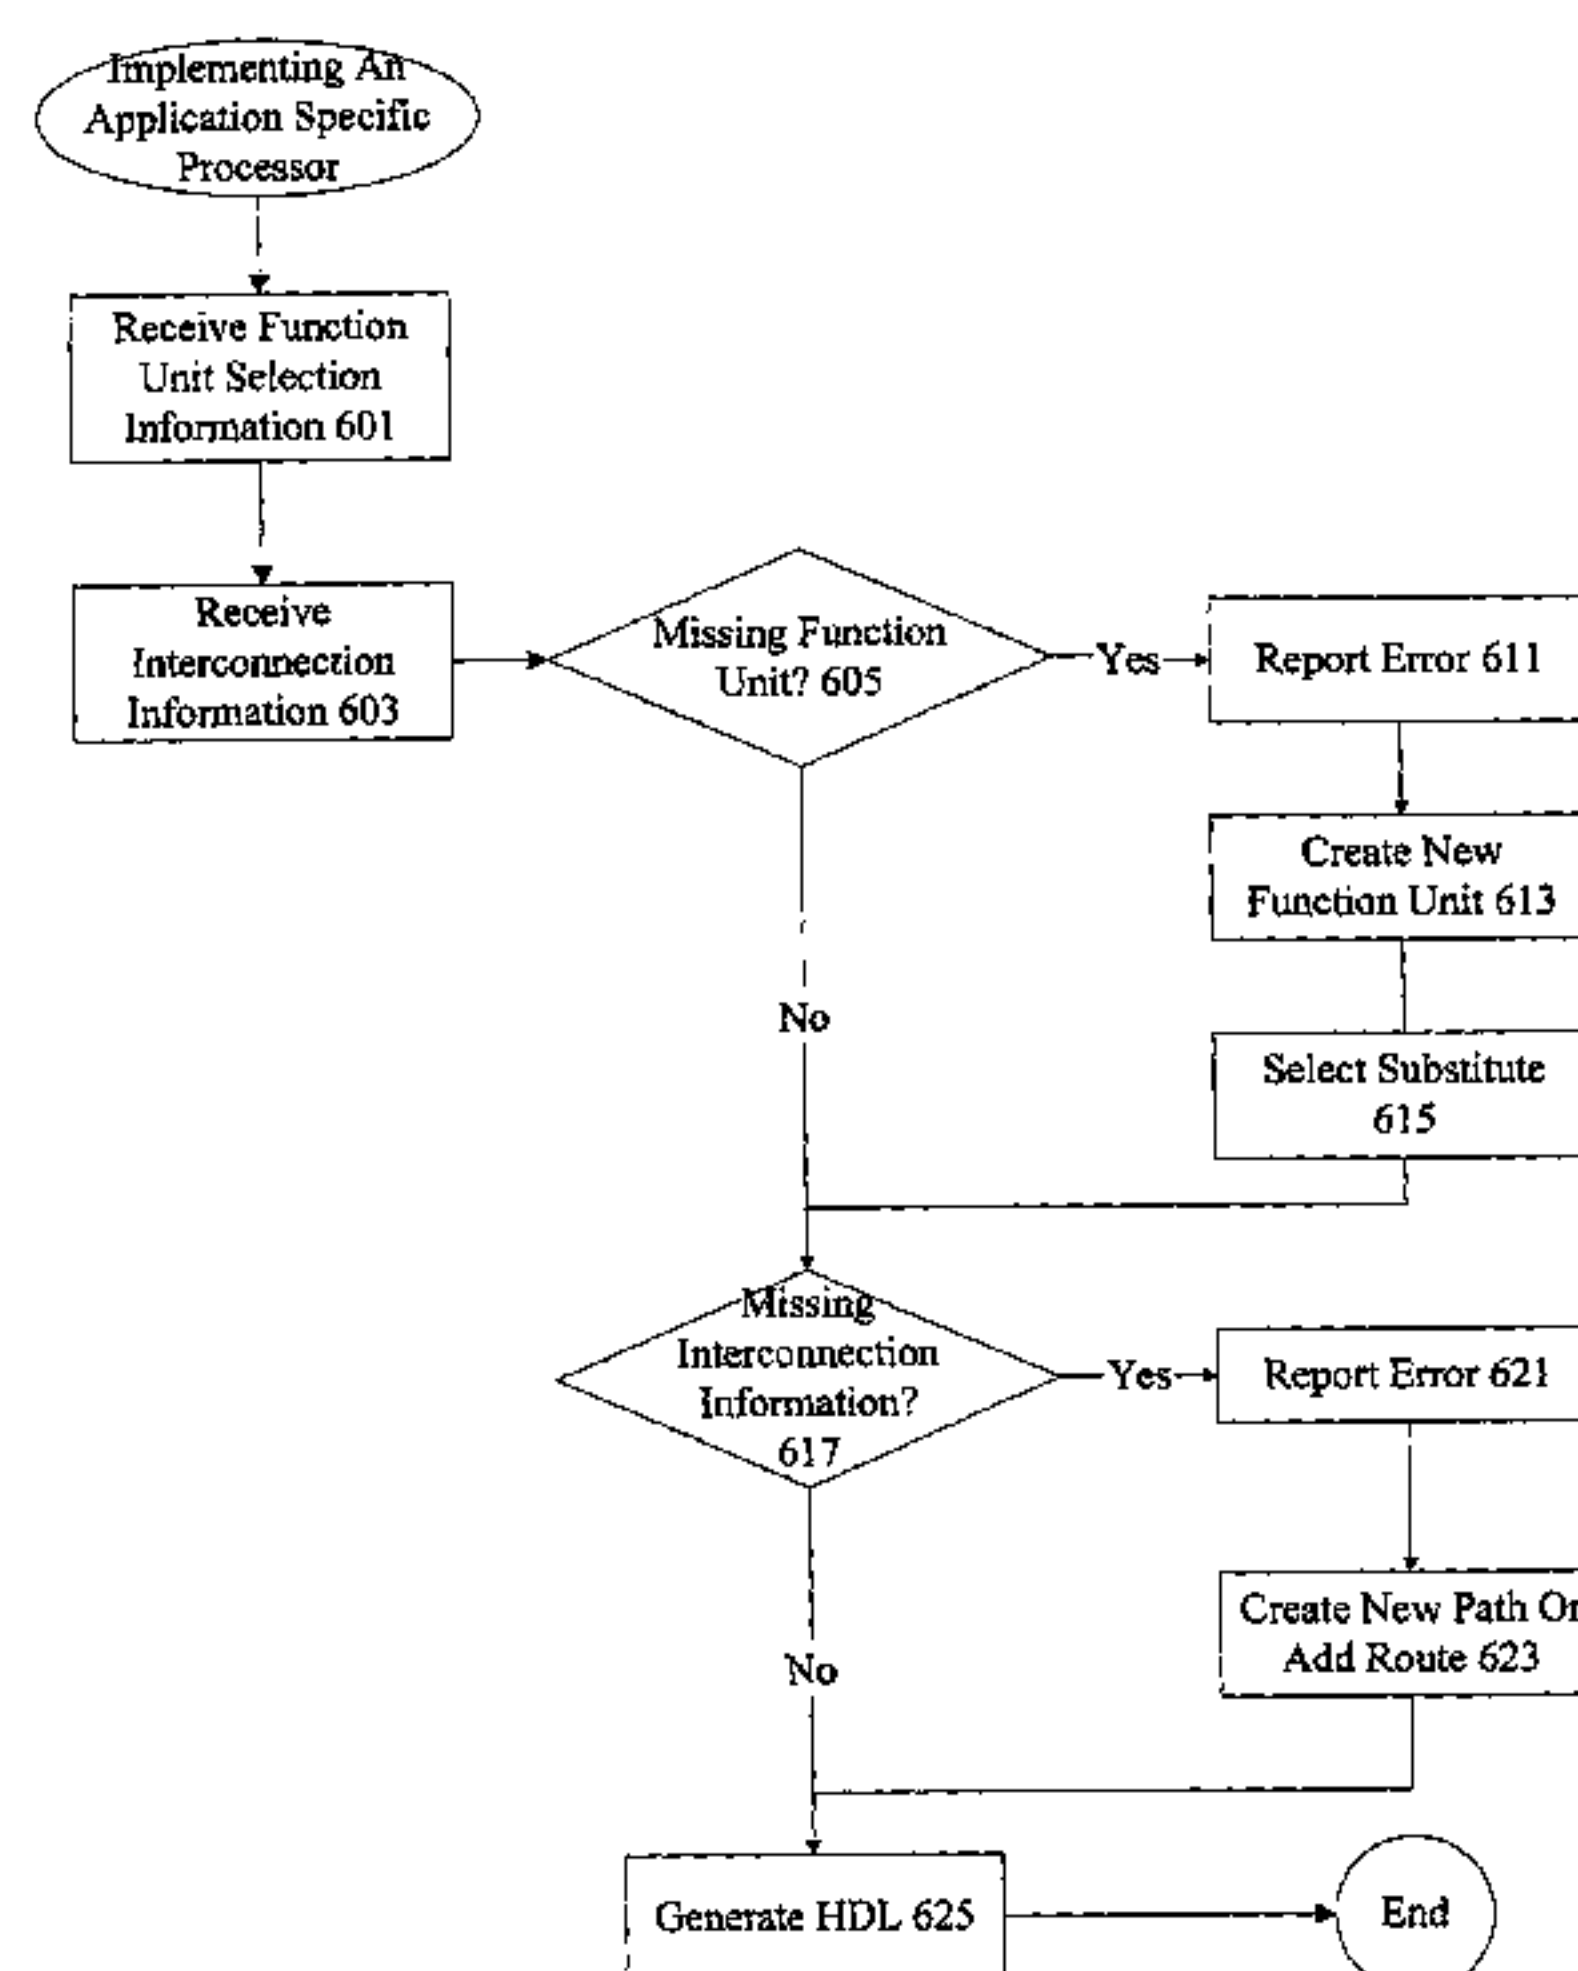 Implementing An
Application Specific
Processor
Receive Function
Unit Selection
Information 601
Receive
Interconnection
Information 603
Missing Function
Unit? 605
Yes
Report Error 611
Create New
Function Unit 613
No
Select Substitute
615
Missing
Interconnection
Information?
617
Yes
Report Error 621
Create New Path Or
Add Route 623
No
Generate HDL 625
End